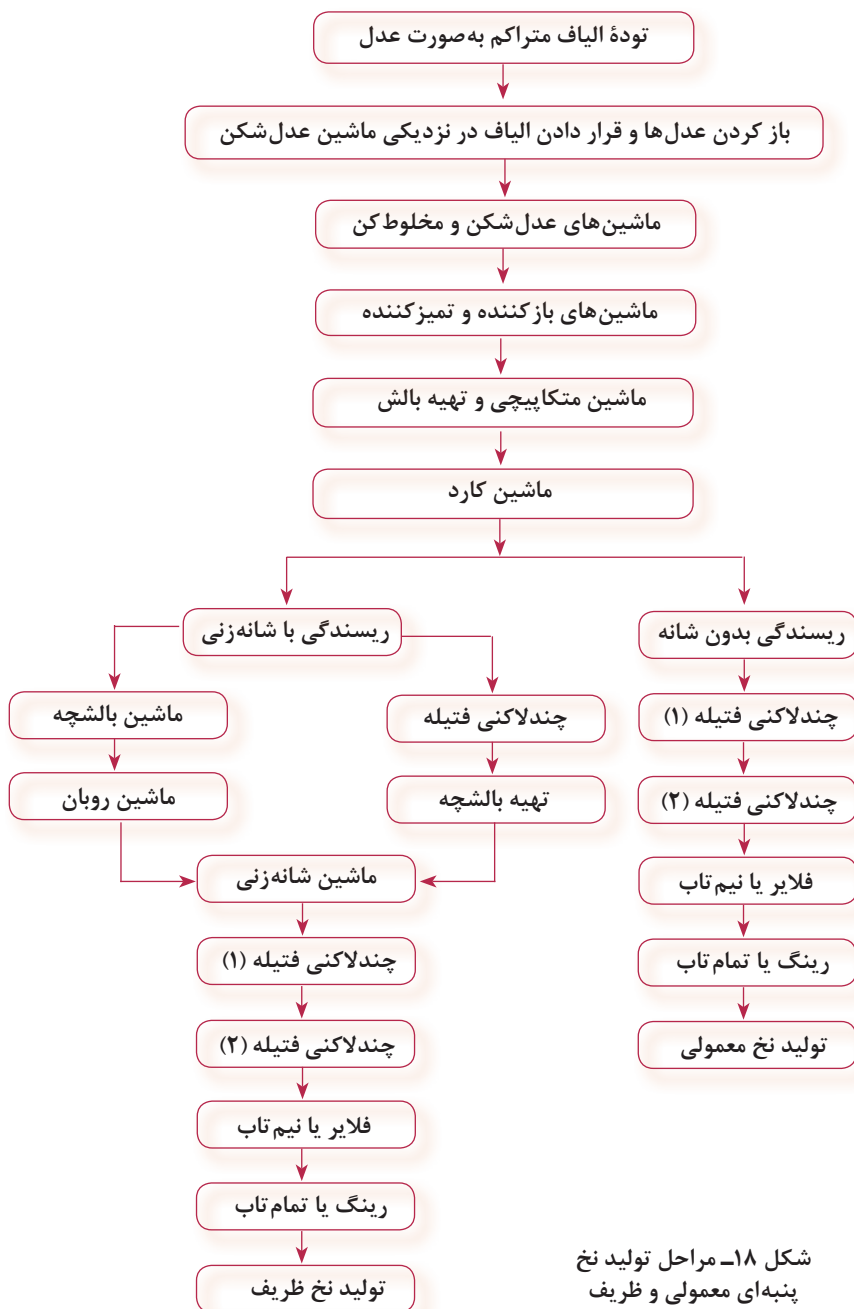 تودهٔ الیاف متراکم به‌صورت عدل
باز کردن عدل‌ها و قرار دادن الیاف در نزدیکی ماشین عدل‌شکن
ماشین‌های عدل‌شکن و مخلوط‌کن
ماشین‌های بازکننده و تمیزکننده
ماشین متکاپیچی و تهیه بالش
ماشین کارد
ریسندگی بدون شانه
چندلاکنی فتیله (۱)
چندلاکنی فتیله (۲)
فلایر یا نیم‌تاب
رینگ یا تمام‌تاب
تولید نخ معمولی
ریسندگی با شانه‌زنی
چندلاکنی فتیله
تهیه بالشچه
ماشین بالشچه
ماشین روبان
ماشین شانه‌زنی
چندلاکنی فتیله (۱)
چندلاکنی فتیله (۲)
فلایر یا نیم‌تاب
رینگ یا تمام‌تاب
تولید نخ ظریف
شکل ۱۸ــ مراحل تولید نخ
پنبه‌ای معمولی و ظریف